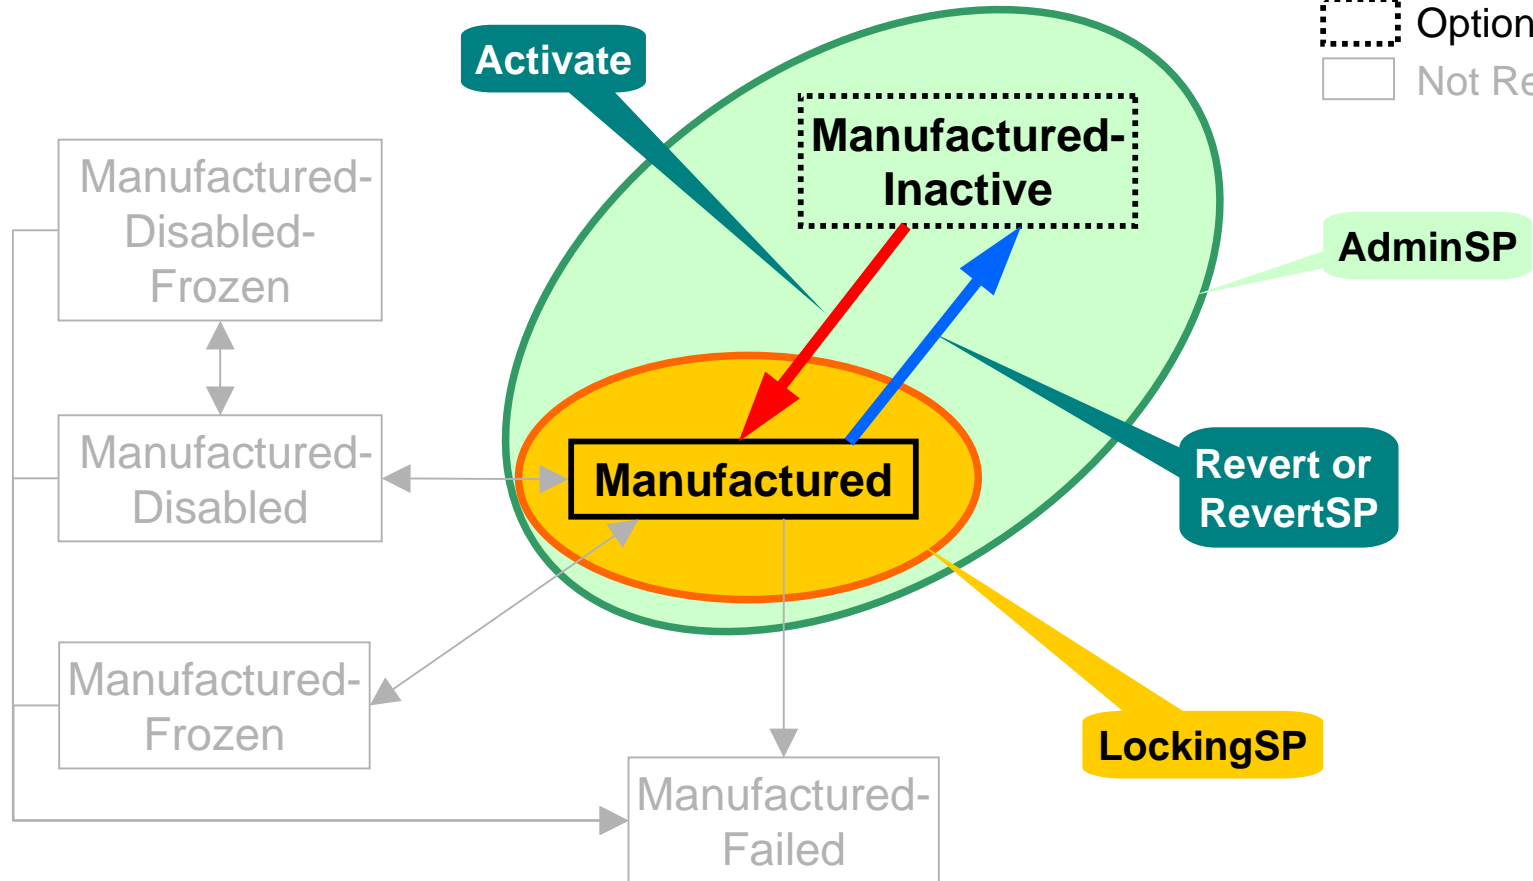 Activate
Option
Not Re
Manufactured-
Inactive
Manufactured-
Disabled-
Frozen
AdminSP
Manufactured-
Disabled
Manufactured
Revert or
RevertSP
Manufactured-
Frozen
LockingSP
Manufactured-
Failed